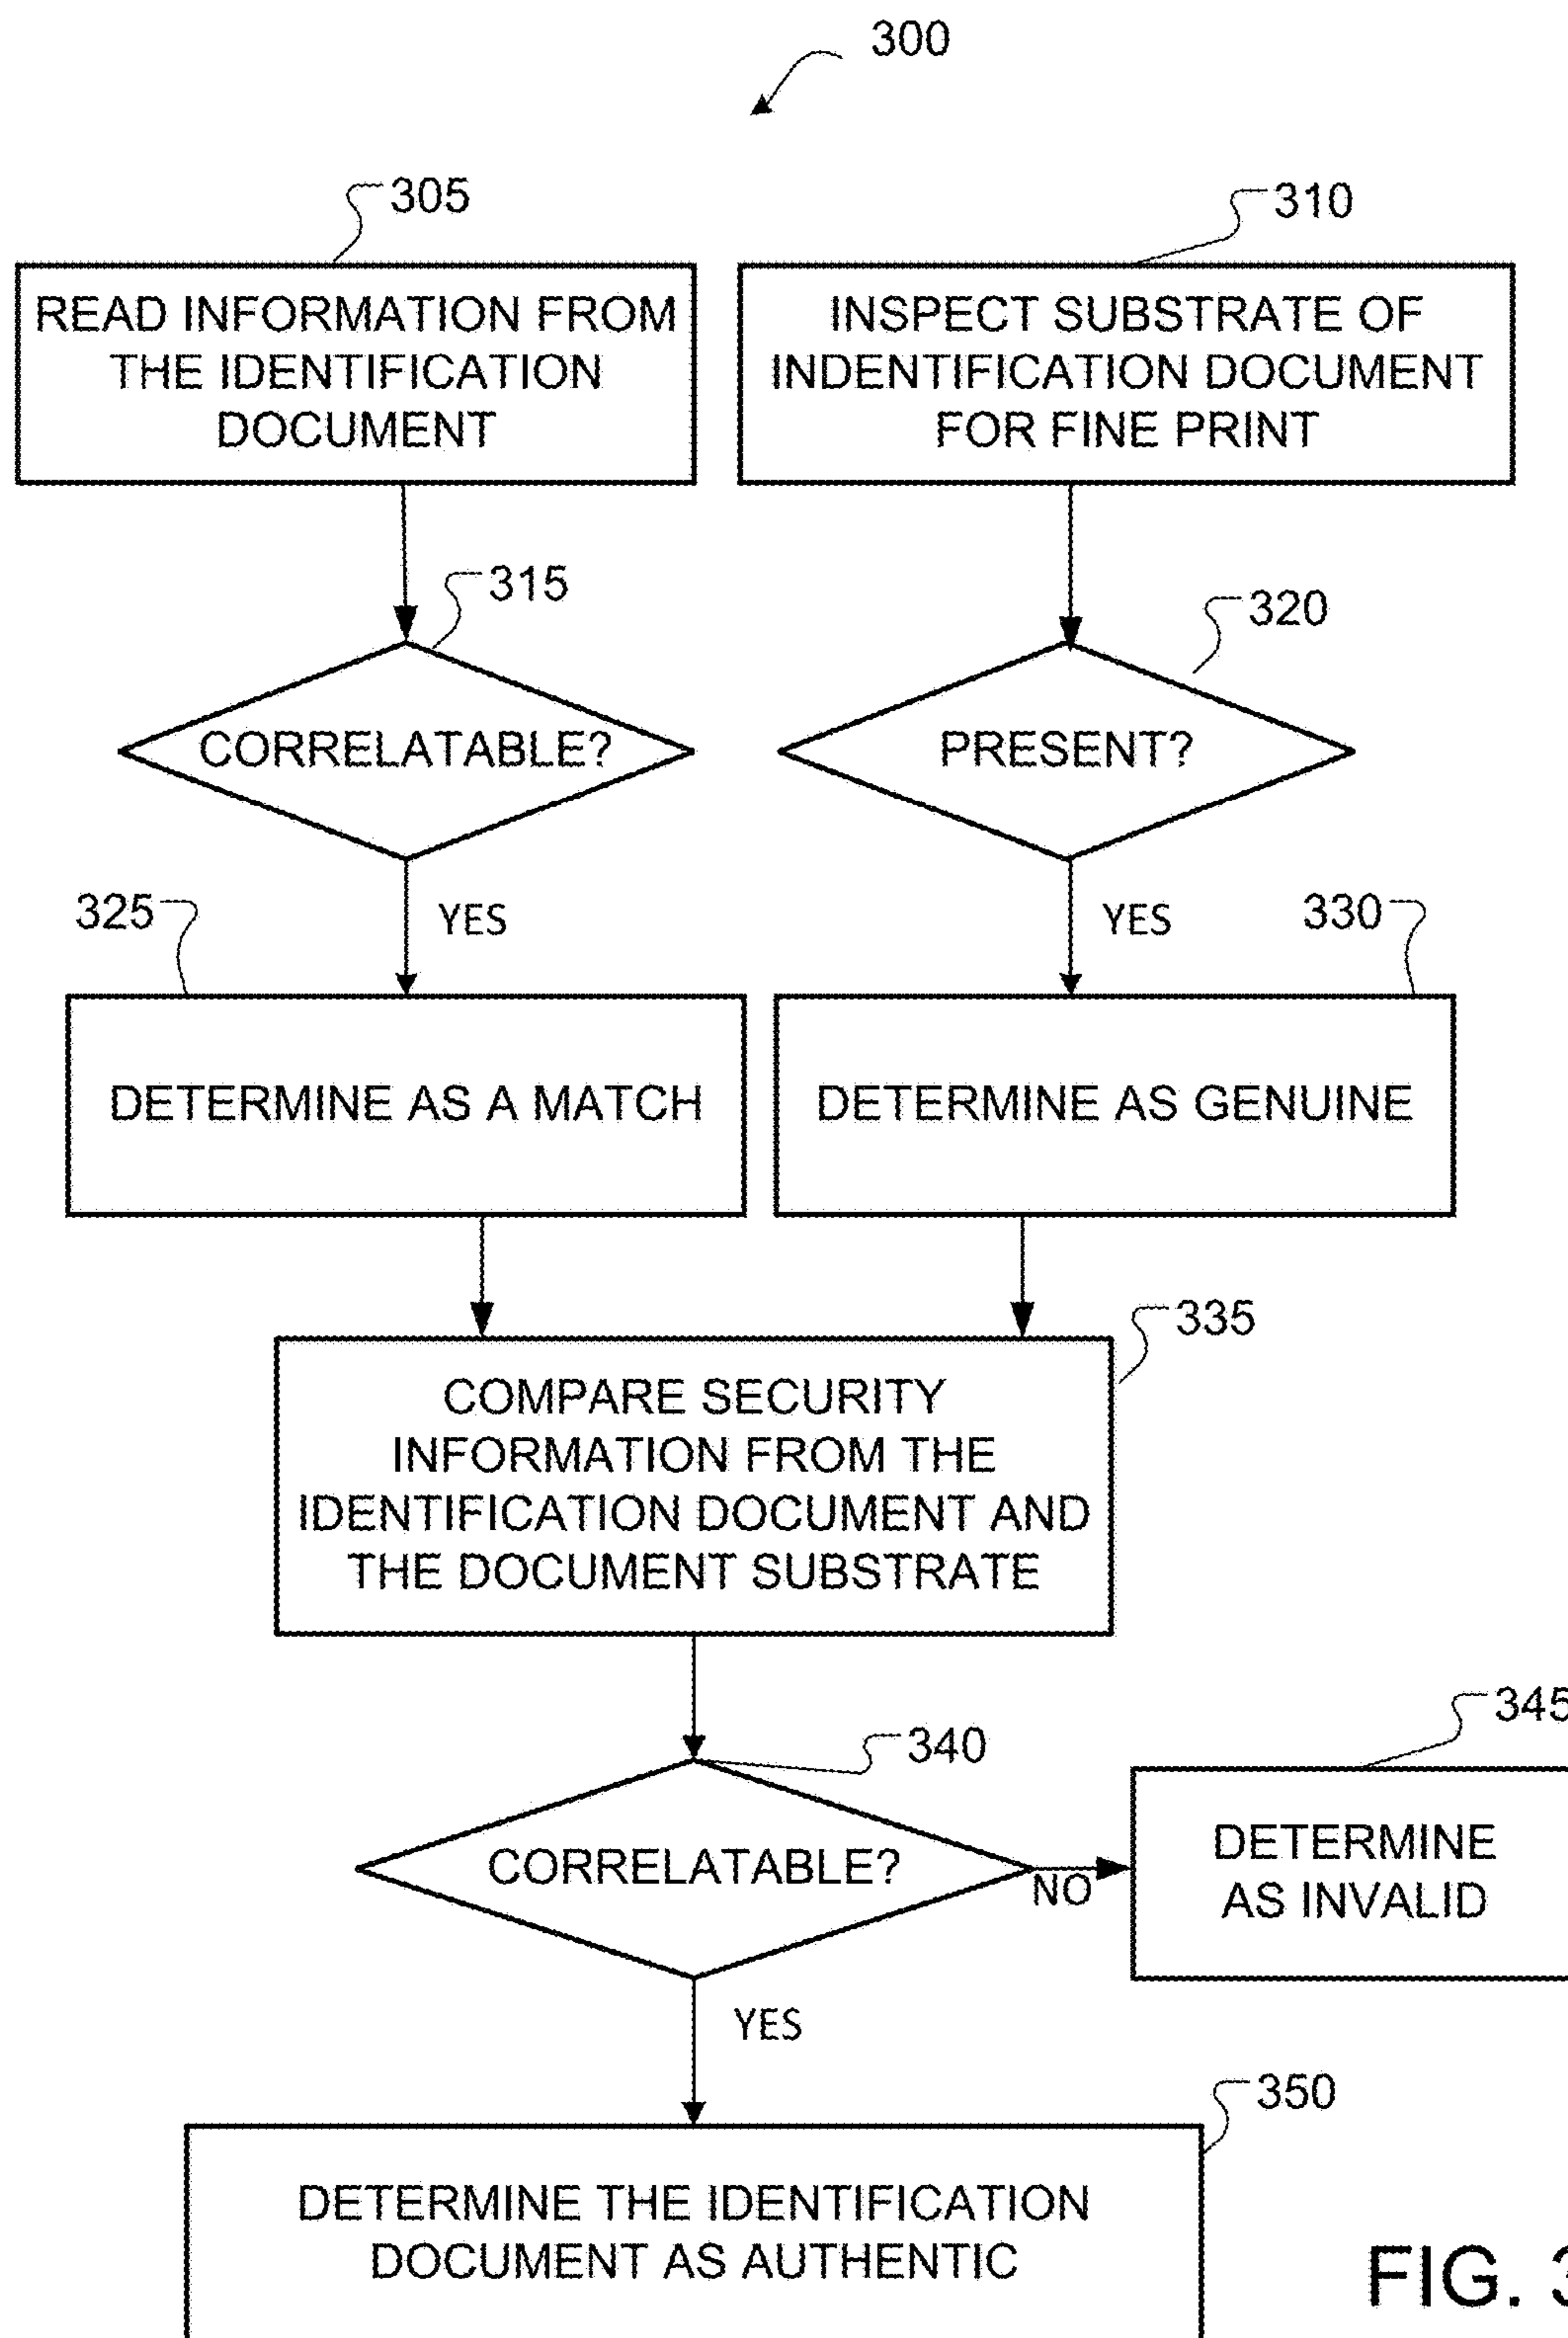 300
305
310
READ INFORMATION FROM
THE IDENTIFICATION
DOCUMENT
INSPECT SUBSTRATE OF
INDENTIFICATION DOCUMENT
FOR FINE PRINT
315
320
CORRELATABLE?
PRESENT?
325
YES
YES
330
DETERMINE AS A MATCH
DETERMINE AS GENUINE
335
COMPARE SECURITY
INFORMATION FROM THE
IDENTIFICATION DOCUMENT AND
THE DOCUMENT SUBSTRATE
345
340
CORRELATABLE?
NO
DETERMINE
AS INVALID
YES
350
DETERMINE THE IDENTIFICATION
DOCUMENT AS AUTHENTIC
FIG. 3